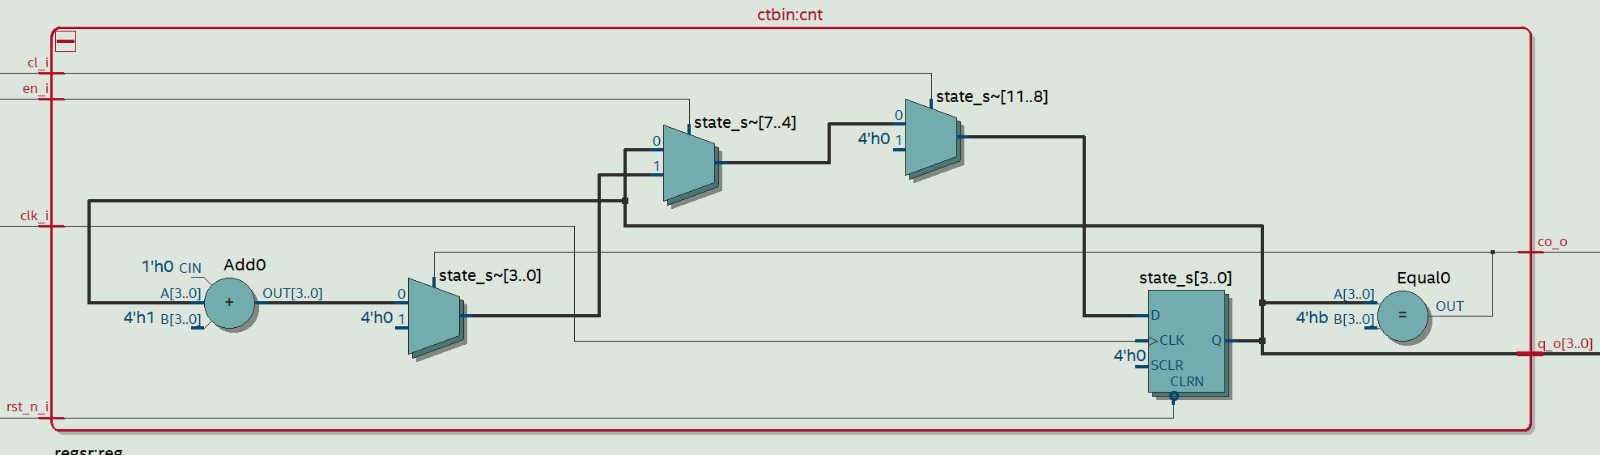 ctbin:cnt
cl_i
en_i
state_s~[11..8]
0
4'h0 1
state_s~[7..4]
0
1
clk_i
co_o
1'h0 CIN
Add0
A[3..0]
+
OUT[3..0]
4'h1 B[3..0]
state_s~[3..0]
0
4'h0 1
state_s[3..0]
D
CLK
Q
4'h0
SCLR
CLRN
Equal0
A[3..0]
=
OUT
4'hb B[3..0]
q_o[3..0]
rst_n_i
regsr:reg